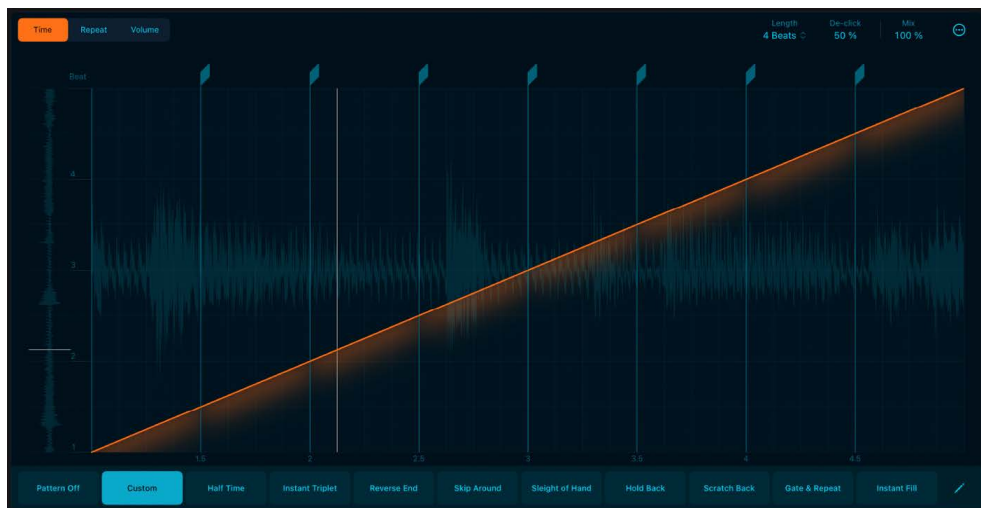 Time Repeat Volume
Length De-click Mix
4 Beats 50 % 100 %
Beat
4
3
2
1
1.5 2 2.5 3 3.5 4 4.5
Pattern Off Custom Half Time Instant Triplet Reverse End Skip Around Sleight of Hand Hold Back Scratch Back Gate & Repeat Instant Fill